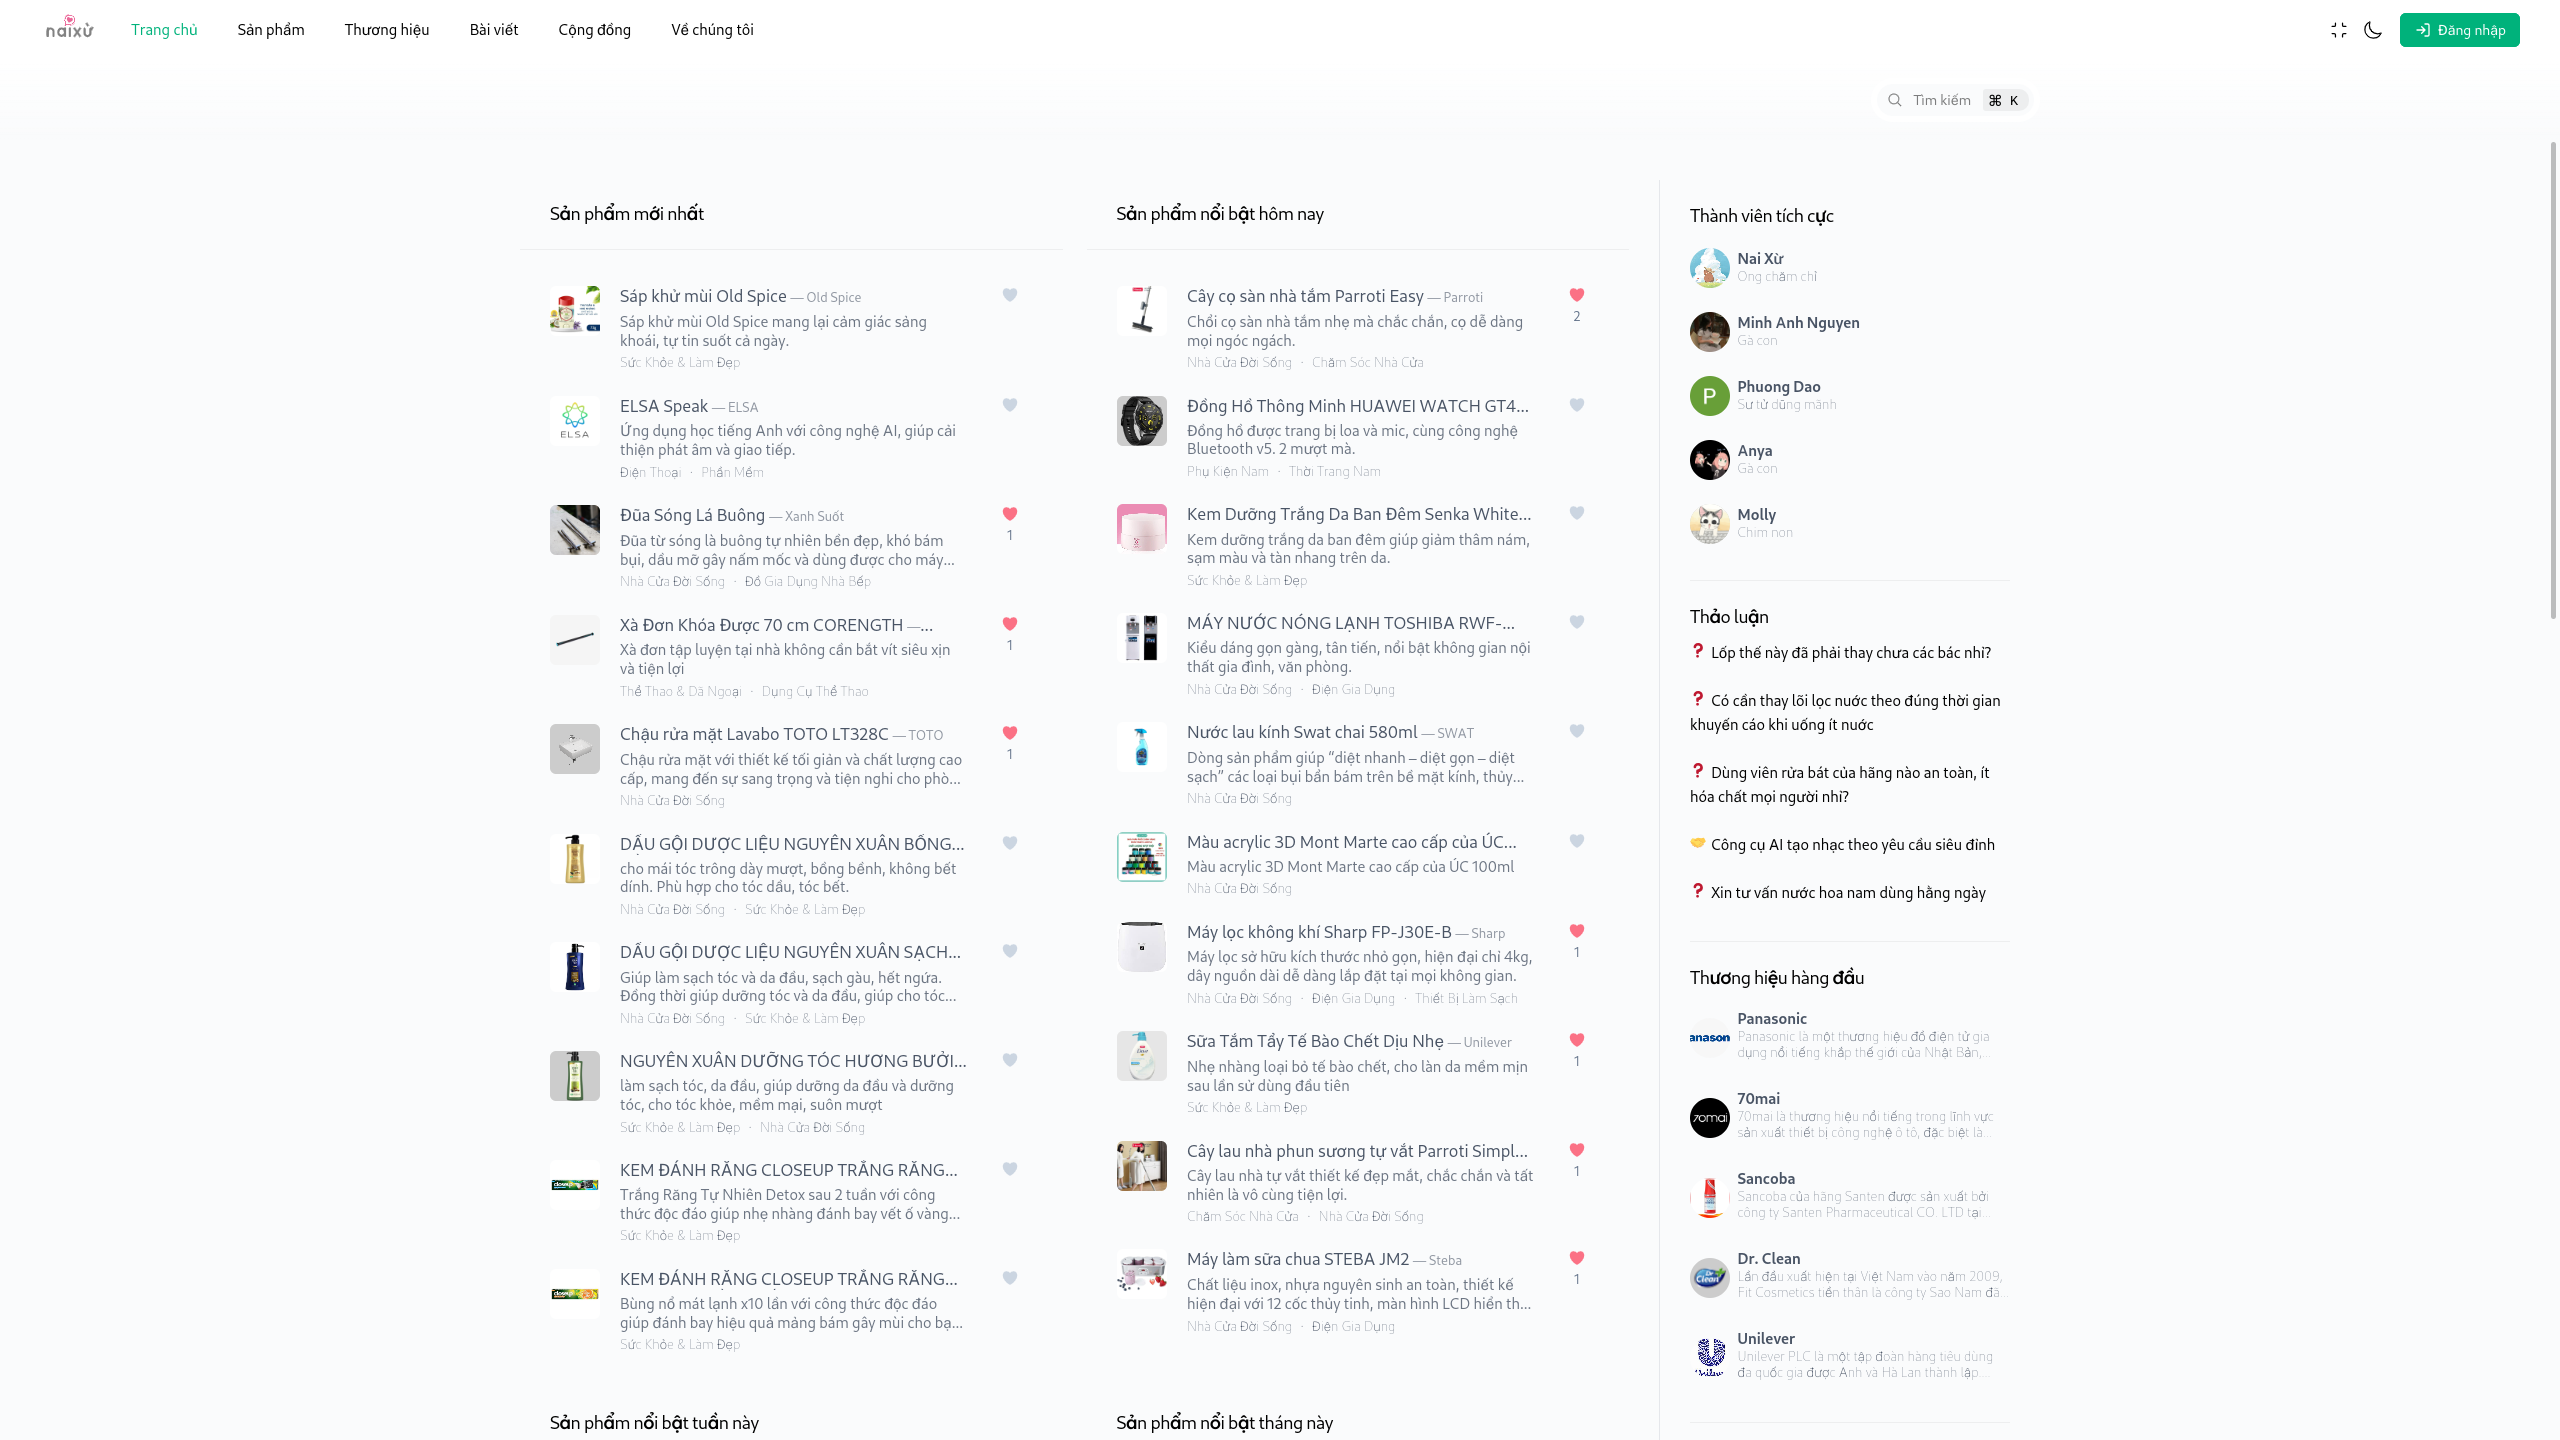 naixừ
Trang chủ
Sản phẩm
Thương hiệu
Bài viết
Cộng đồng
Về chúng tôi
Đăng nhập
Tìm kiếm
⌘ K
Sản phẩm mới nhất
Sáp khử mùi Old Spice — Old Spice
Sáp khử mùi Old Spice mang lại cảm giác sảng
khoái, tự tin suốt cả ngày.
Sức Khỏe & Làm Đẹp
ELSA
ELSA Speak — ELSA
Ứng dụng học tiếng Anh với công nghệ AI, giúp cải
thiện phát âm và giao tiếp.
Điện Thoại · Phần Mềm
Đũa Sóng Lá Buông — Xanh Suốt
1
Đũa từ sóng lá buông tự nhiên bền đẹp, khó bám
bụi, dầu mỡ gây nấm mốc và dùng được cho máy...
Nhà Cửa Đời Sống · Đồ Gia Dụng Nhà Bếp
Xà Đơn Khóa Được 70 cm CORENGTH —...
1
Xà đơn tập luyện tại nhà không cần bắt vít siêu xịn
và tiện lợi
Thể Thao & Dã Ngoại · Dụng Cụ Thể Thao
Chậu rửa mặt Lavabo TOTO LT328C — TOTO
1
Chậu rửa mặt với thiết kế tối giản và chất lượng cao
cấp, mang đến sự sang trọng và tiện nghi cho phò...
Nhà Cửa Đời Sống
DẦU GỘI DƯỢC LIỆU NGUYÊN XUÂN BỒNG...
cho mái tóc trông dày mượt, bồng bềnh, không bết
dính. Phù hợp cho tóc dầu, tóc bết.
Nhà Cửa Đời Sống · Sức Khỏe & Làm Đẹp
DẦU GỘI DƯỢC LIỆU NGUYÊN XUÂN SẠCH...
Giúp làm sạch tóc và da đầu, sạch gàu, hết ngứa.
Đồng thời giúp dưỡng tóc và da đầu, giúp cho tóc...
Nhà Cửa Đời Sống · Sức Khỏe & Làm Đẹp
NGUYÊN XUÂN DƯỠNG TÓC HƯƠNG BƯỞI...
làm sạch tóc, da đầu, giúp dưỡng da đầu và dưỡng
tóc, cho tóc khỏe, mềm mại, suôn mượt
Sức Khỏe & Làm Đẹp · Nhà Cửa Đời Sống
closeup
KEM ĐÁNH RĂNG CLOSEUP TRẮNG RĂNG...
Trắng Răng Tự Nhiên Detox sau 2 tuần với công
thức độc đáo giúp nhẹ nhàng đánh bay vết ố vàng...
Sức Khỏe & Làm Đẹp
closeup
KEM ĐÁNH RĂNG CLOSEUP TRẮNG RĂNG...
Bùng nổ mát lạnh x10 lần với công thức độc đáo
giúp đánh bay hiệu quả mảng bám gây mùi cho bạ...
Sức Khỏe & Làm Đẹp
Sản phẩm nổi bật tuần này
Sản phẩm nổi bật hôm nay
Cây cọ sàn nhà tắm Parroti Easy — Parroti
2
Chổi cọ sàn nhà tắm nhẹ mà chắc chắn, cọ dễ dàng
mọi ngóc ngách.
Nhà Cửa Đời Sống · Chăm Sóc Nhà Cửa
Đồng Hồ Thông Minh HUAWEI WATCH GT4...
Đồng hồ được trang bị loa và mic, cùng công nghệ
Bluetooth v5. 2 mượt mà.
Phụ Kiện Nam · Thời Trang Nam
Kem Dưỡng Trắng Da Ban Đêm Senka White...
Kem dưỡng trắng da ban đêm giúp giảm thâm nám,
sạm màu và tàn nhang trên da.
Sức Khỏe & Làm Đẹp
MÁY NƯỚC NÓNG LẠNH TOSHIBA RWF-...
Kiểu dáng gọn gàng, tân tiến, nổi bật không gian nội
thất gia đình, văn phòng.
Nhà Cửa Đời Sống · Điện Gia Dụng
Nước lau kính Swat chai 580ml — SWAT
Dòng sản phẩm giúp “diệt nhanh – diệt gọn – diệt
sạch” các loại bụi bẩn bám trên bề mặt kính, thủy...
Nhà Cửa Đời Sống
Màu acrylic 3D Mont Marte cao cấp của ÚC...
Màu acrylic 3D Mont Marte cao cấp của ÚC 100ml
Nhà Cửa Đời Sống
Máy lọc không khí Sharp FP-J30E-B — Sharp
1
Máy lọc sở hữu kích thước nhỏ gọn, hiện đại chỉ 4kg,
dây nguồn dài dễ dàng lắp đặt tại mọi không gian.
Nhà Cửa Đời Sống · Điện Gia Dụng · Thiết Bị Làm Sạch
Sữa Tắm Tẩy Tế Bào Chết Dịu Nhẹ — Unilever
1
Nhẹ nhàng loại bỏ tế bào chết, cho làn da mềm mịn
sau lần sử dùng đầu tiên
Sức Khỏe & Làm Đẹp
Cây lau nhà phun sương tự vắt Parroti Simpl...
1
Cây lau nhà tự vắt thiết kế đẹp mắt, chắc chắn và tất
nhiên là vô cùng tiện lợi.
Chăm Sóc Nhà Cửa · Nhà Cửa Đời Sống
Máy làm sữa chua STEBA JM2 — Steba
1
Chất liệu inox, nhựa nguyên sinh an toàn, thiết kế
hiện đại với 12 cốc thủy tinh, màn hình LCD hiển th...
Nhà Cửa Đời Sống · Điện Gia Dụng
Sản phẩm nổi bật tháng này
Thành viên tích cực
Nai Xừ
Ong chăm chỉ
Minh Anh Nguyen
Gà con
P
Phuong Dao
Sư tử dũng mãnh
Anya
Gà con
Molly
Chim non
Thảo luận
❓ Lốp thế này đã phải thay chưa các bác nhỉ?
❓ Có cần thay lõi lọc nước theo đúng thời gian
khuyến cáo khi uống ít nước
❓ Dùng viên rửa bát của hãng nào an toàn, ít
hóa chất mọi người nhỉ?
🤝 Công cụ AI tạo nhạc theo yêu cầu siêu đỉnh
❓ Xin tư vấn nước hoa nam dùng hằng ngày
Thương hiệu hàng đầu
anason
Panasonic
Panasonic là một thương hiệu đồ điện tử gia
dụng nổi tiếng khắp thế giới của Nhật Bản,...
70mai
70mai
70mai là thương hiệu nổi tiếng trong lĩnh vực
sản xuất thiết bị công nghệ ô tô, đặc biệt là...
Sancoba
Sancoba của hãng Santen được sản xuất bởi
công ty Santen Pharmaceutical CO. LTD tại...
Dr. Clean
Dr Clean
Lần đầu xuất hiện tại Việt Nam vào năm 2009,
Fit Cosmetics tiền thân là công ty Sao Nam đã...
Unilever
Unilever PLC là một tập đoàn hàng tiêu dùng
đa quốc gia được Anh và Hà Lan thành lập...